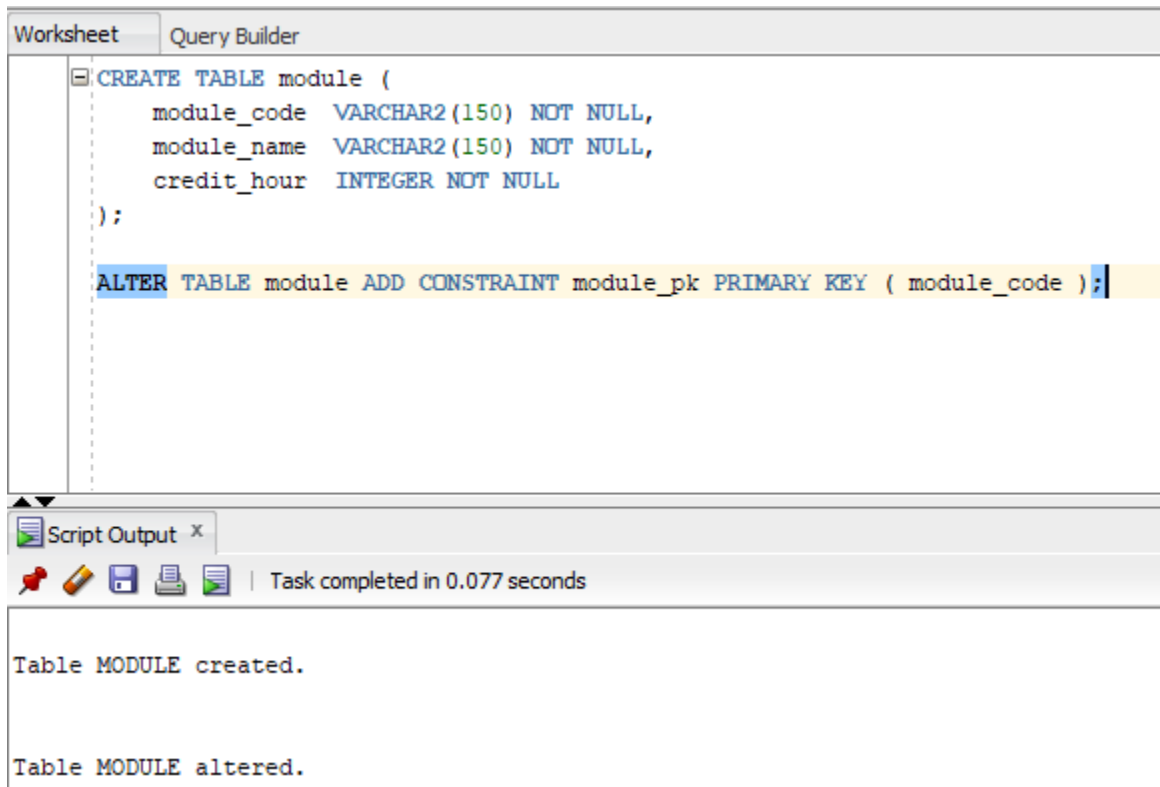 Worksheet Query Builder
CREATE TABLE module (
module_code VARCHAR2(150) NOT NULL,
module_name VARCHAR2(150) NOT NULL,
credit_hour INTEGER NOT NULL
);
ALTER TABLE module ADD CONSTRAINT module_pk PRIMARY KEY ( module_code );
Script Output x
Task completed in 0.077 seconds
Table MODULE created.
Table MODULE altered.